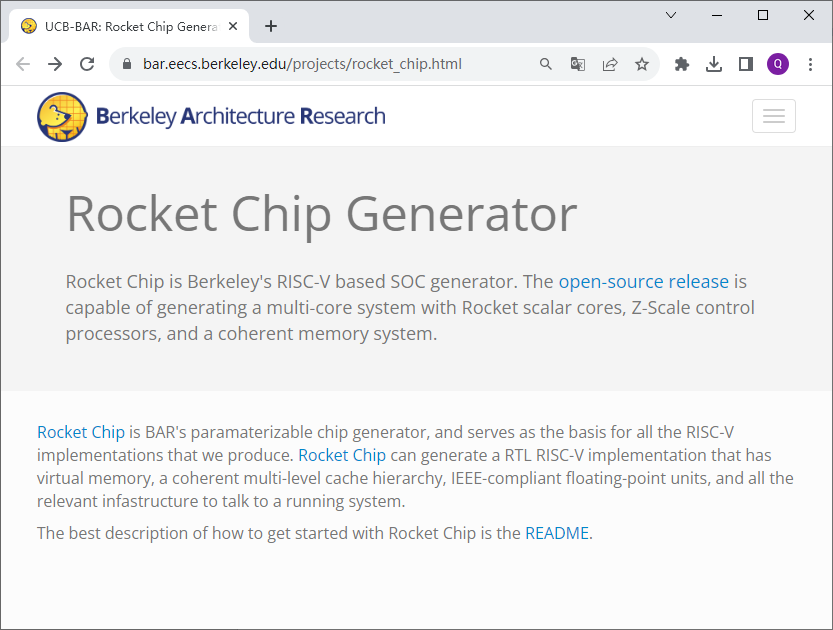 UCB-BAR: Rocket Chip Genera
bar.eecs.berkeley.edu/projects/rocket_chip.html
Q
Berkeley Architecture Research
Rocket Chip Generator
Rocket Chip is Berkeley's RISC-V based SOC generator. The open-source release is
capable of generating a multi-core system with Rocket scalar cores, Z-Scale control
processors, and a coherent memory system.
Rocket Chip is BAR's paramaterizable chip generator, and serves as the basis for all the RISC-V
implementations that we produce. Rocket Chip can generate a RTL RISC-V implementation that has
virtual memory, a coherent multi-level cache hierarchy, IEEE-compliant floating-point units, and all the
relevant infastructure to talk to a running system.
The best description of how to get started with Rocket Chip is the README.